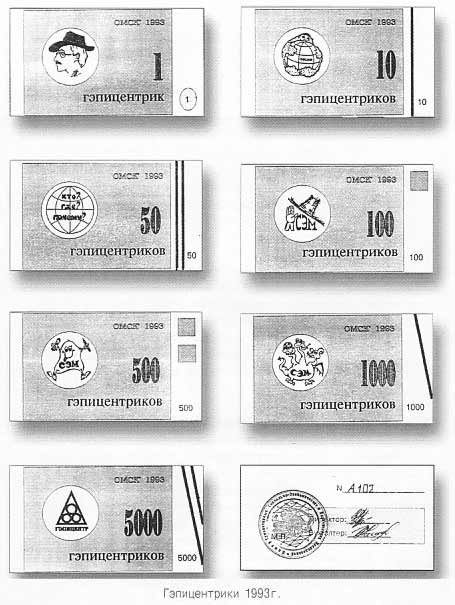 ОМСК 1993
1
гэпицентрик
1
ОМСК 1993
10
гэпицентриков
10
ОМСК 1993
кто?
где?
почему?
50
гэпицентриков
50
ОМСК 1993
СЭМ
100
гэпицентриков
100
ОМСК 1993
СЭМ
500
гэпицентриков
500
ОМСК 1993
СЭМ
1000
гэпицентриков
1000
ОМСК 1993
ГЭПИЦЕНТР
5000
гэпицентриков
5000
N А102
М.П.
Гэпицентрики 1993г.